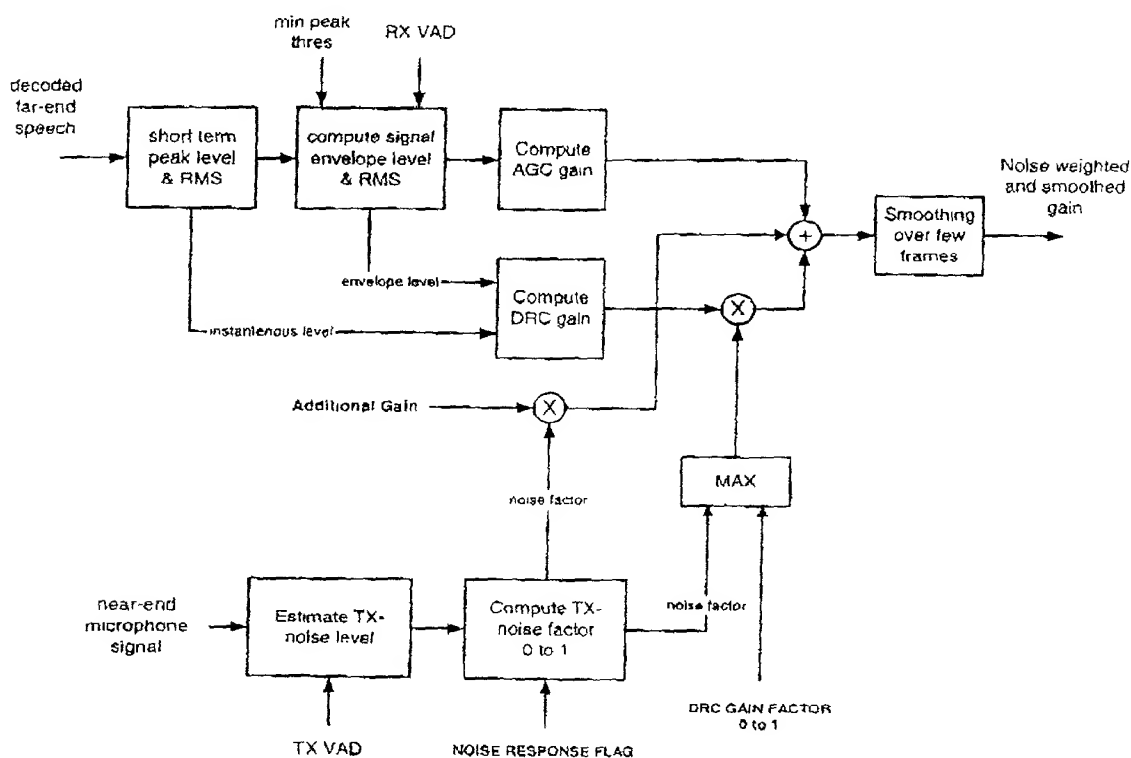 min peak
thres
RX VAD
decoded
far-end
speech
short term
peak level
& RMS
compute signal
envelope level
& RMS
Compute
AGC gain
Noise weighted
and smoothed
gain
+
Smoothing
over few
frames
envelope level
Compute
DRC gain
X
instantenous level
Additional Gain
X
MAX
noise factor
near-end
microphone
signal
Estimate TX-
noise level
Compute TX-
noise factor
0 to 1
noise factor
TX VAD
NOISE RESPONSE FLAG
DRC GAIN FACTOR
0 to 1